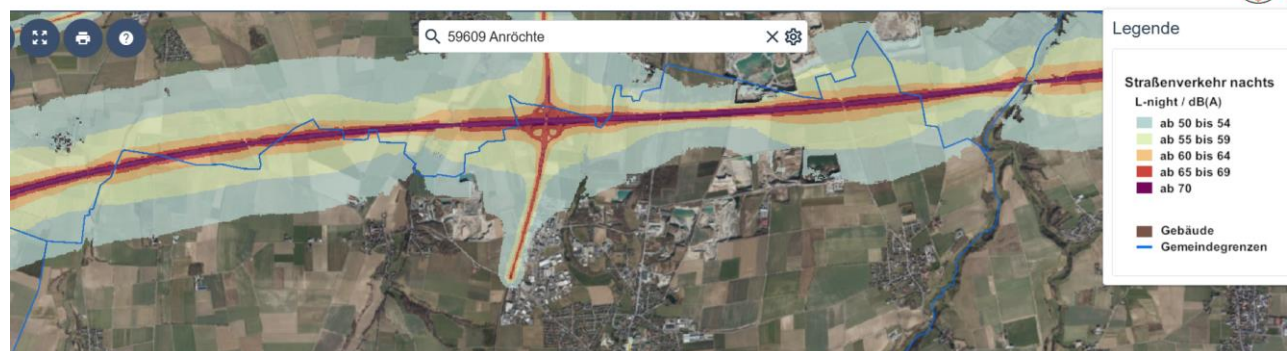 59609 Anröchte
Legende
Straßenverkehr nachts
L-night / dB(A)
ab 50 bis 54
ab 55 bis 59
ab 60 bis 64
ab 65 bis 69
ab 70
Gebäude
Gemeindegrenzen